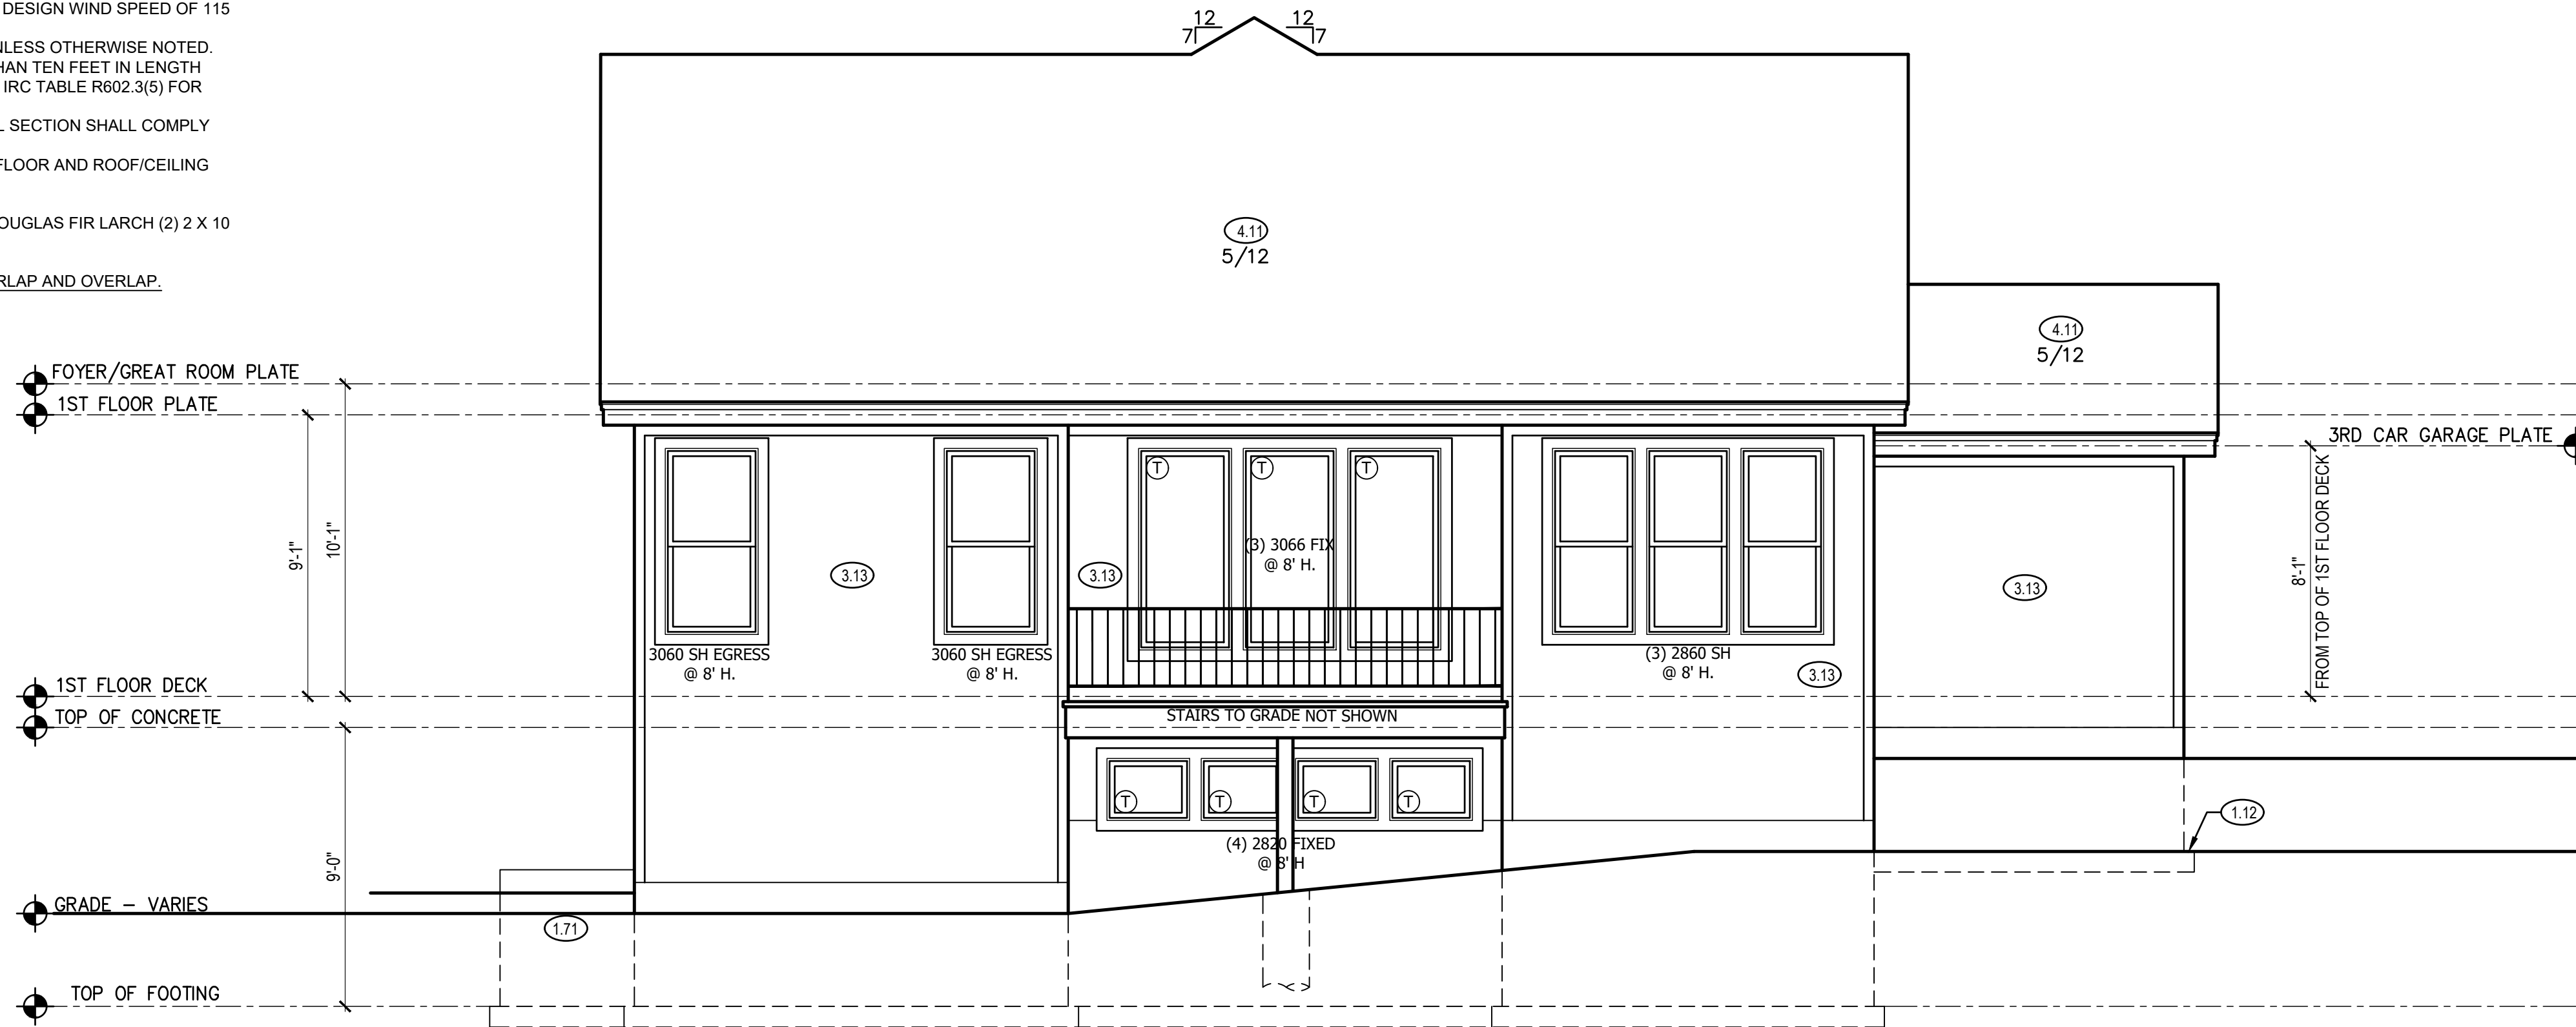 DESIGN WIND SPEED OF 115
NLESS OTHERWISE NOTED.
HAN TEN FEET IN LENGTH
IRC TABLE R602.3(5) FOR
L SECTION SHALL COMPLY
FLOOR AND ROOF/CEILING
OUGLAS FIR LARCH (2) 2 X 10
RLAP AND OVERLAP.
12 12
7 7
4.11
5/12
4.11
5/12
FOYER/GREAT ROOM PLATE
1ST FLOOR PLATE
3RD CAR GARAGE PLATE
9'-1"
10'-1"
T T T
(3) 3066 FIX
@ 8' H.
3.13
3.13
3.13
8'-1"
FROM TOP OF 1ST FLOOR DECK
3060 SH EGRESS
@ 8' H.
3060 SH EGRESS
@ 8' H.
(3) 2860 SH
@ 8' H.
3.13
1ST FLOOR DECK
TOP OF CONCRETE
STAIRS TO GRADE NOT SHOWN
T T T T
(4) 2820 FIXED
@ 8' H
1.12
9'-0"
GRADE - VARIES
1.71
TOP OF FOOTING